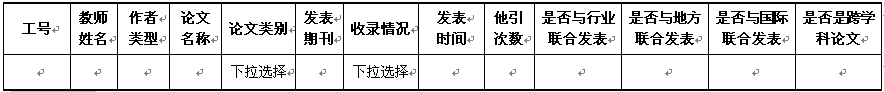 工号 教师姓名 作者类型 论文名称 论文类别 发表期刊 收录情况 发表时间 他引次数 是否与行业联合发表 是否与地方联合发表 是否与国际联合发表 是否是跨学科论文
下拉选择 下拉选择